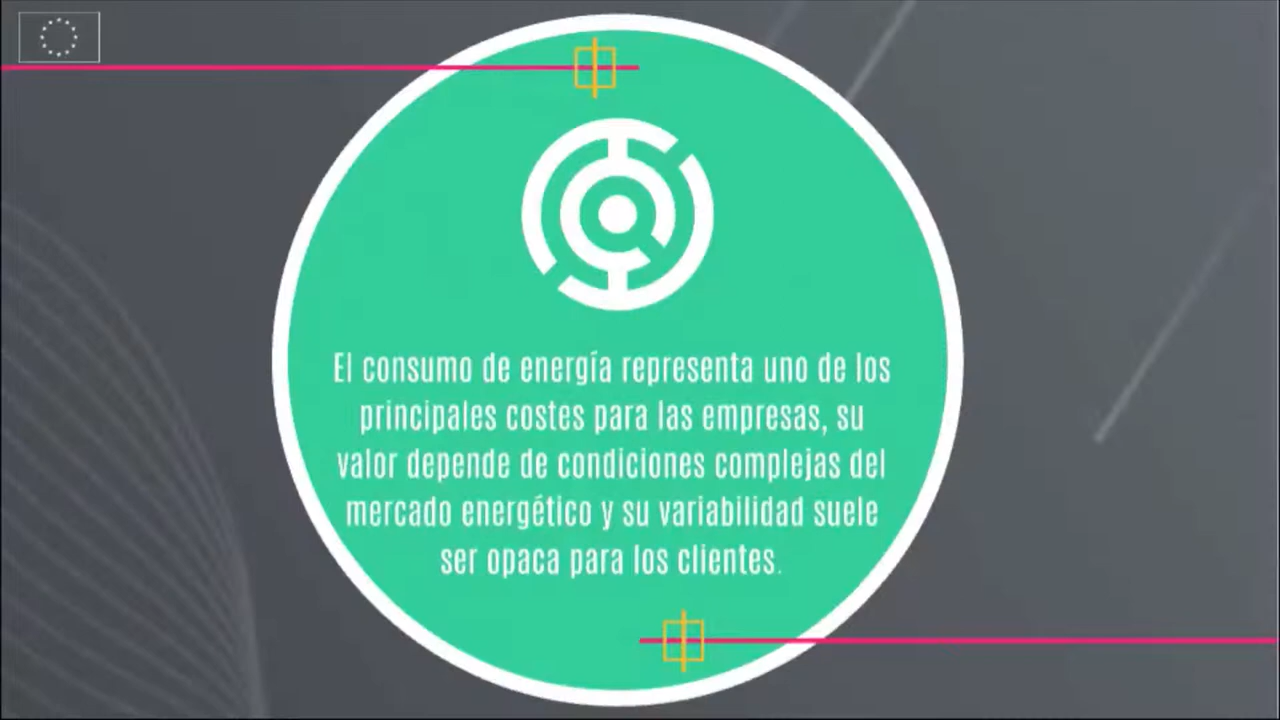 El consumo de energía representa uno de los
principales costes para las empresas, su
valor depende de condiciones complejas del
mercado energético y su variabilidad suele
ser opaca para los clientes.